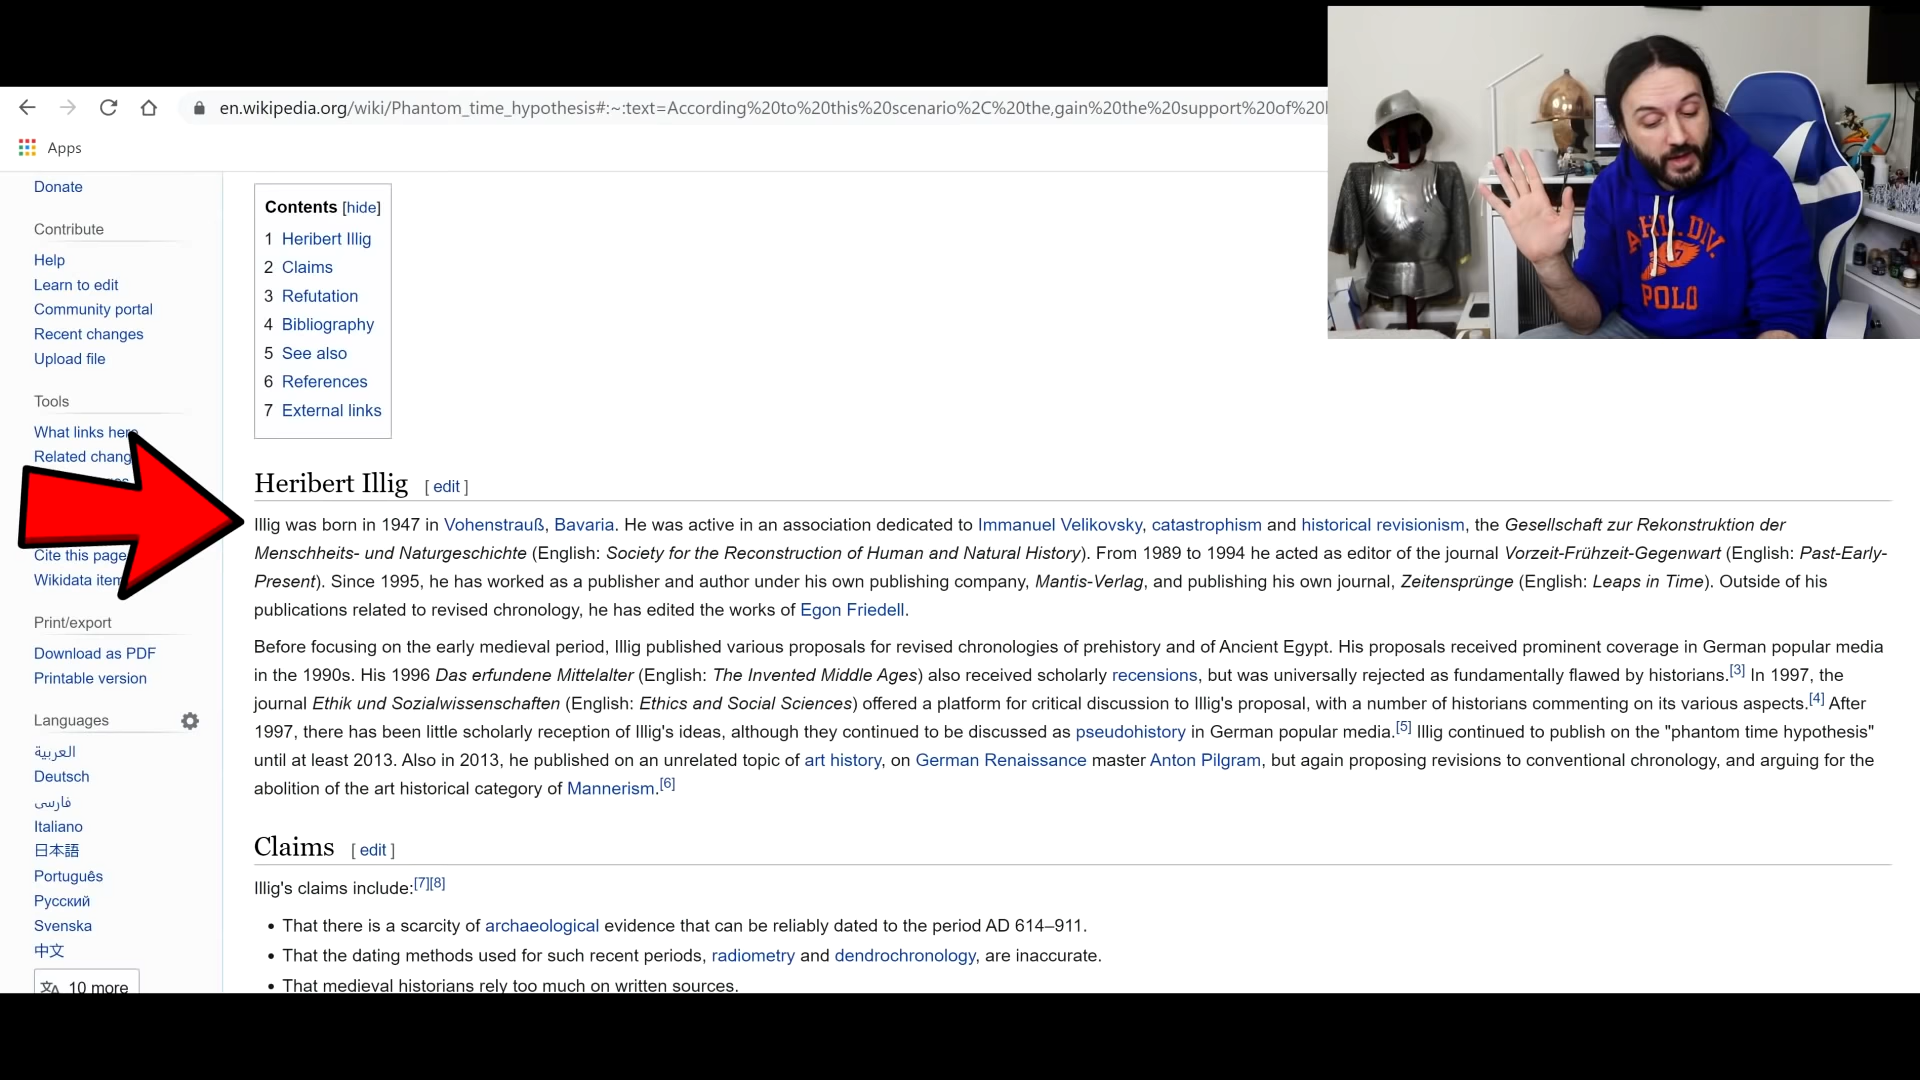 en.wikipedia.org/wiki/Phantom_time_hypothesis#:~:text=According%20to%20this%20scenario%2C%20the,gain%20the%20support%20of%20
Apps
Donate
Contribute
Help
Learn to edit
Community portal
Recent changes
Upload file
Tools
What links here
Related chang
Cite this page
Wikidata item
Print/export
Download as PDF
Printable version
Languages
العربية
Deutsch
فارسی
Italiano
日本語
Português
Русский
Svenska
中文
10 more
Contents [hide]
1 Heribert Illig
2 Claims
3 Refutation
4 Bibliography
5 See also
6 References
7 External links
Heribert Illig [ edit ]
Illig was born in 1947 in Vohenstrauß, Bavaria. He was active in an association dedicated to Immanuel Velikovsky, catastrophism and historical revisionism, the Gesellschaft zur Rekonstruktion der
Menschheits- und Naturgeschichte (English: Society for the Reconstruction of Human and Natural History). From 1989 to 1994 he acted as editor of the journal Vorzeit-Frühzeit-Gegenwart (English: Past-Early-
Present). Since 1995, he has worked as a publisher and author under his own publishing company, Mantis-Verlag, and publishing his own journal, Zeitensprünge (English: Leaps in Time). Outside of his
publications related to revised chronology, he has edited the works of Egon Friedell.
Before focusing on the early medieval period, Illig published various proposals for revised chronologies of prehistory and of Ancient Egypt. His proposals received prominent coverage in German popular media
in the 1990s. His 1996 Das erfundene Mittelalter (English: The Invented Middle Ages) also received scholarly recensions, but was universally rejected as fundamentally flawed by historians.[3] In 1997, the
journal Ethik und Sozialwissenschaften (English: Ethics and Social Sciences) offered a platform for critical discussion to Illig's proposal, with a number of historians commenting on its various aspects.[4] After
1997, there has been little scholarly reception of Illig's ideas, although they continued to be discussed as pseudohistory in German popular media.[5] Illig continued to publish on the "phantom time hypothesis"
until at least 2013. Also in 2013, he published on an unrelated topic of art history, on German Renaissance master Anton Pilgram, but again proposing revisions to conventional chronology, and arguing for the
abolition of the art historical category of Mannerism.[6]
Claims [ edit ]
Illig's claims include:[7][8]
• That there is a scarcity of archaeological evidence that can be reliably dated to the period AD 614–911.
• That the dating methods used for such recent periods, radiometry and dendrochronology, are inaccurate.
• That medieval historians rely too much on written sources.
AHL.DIV.
POLO